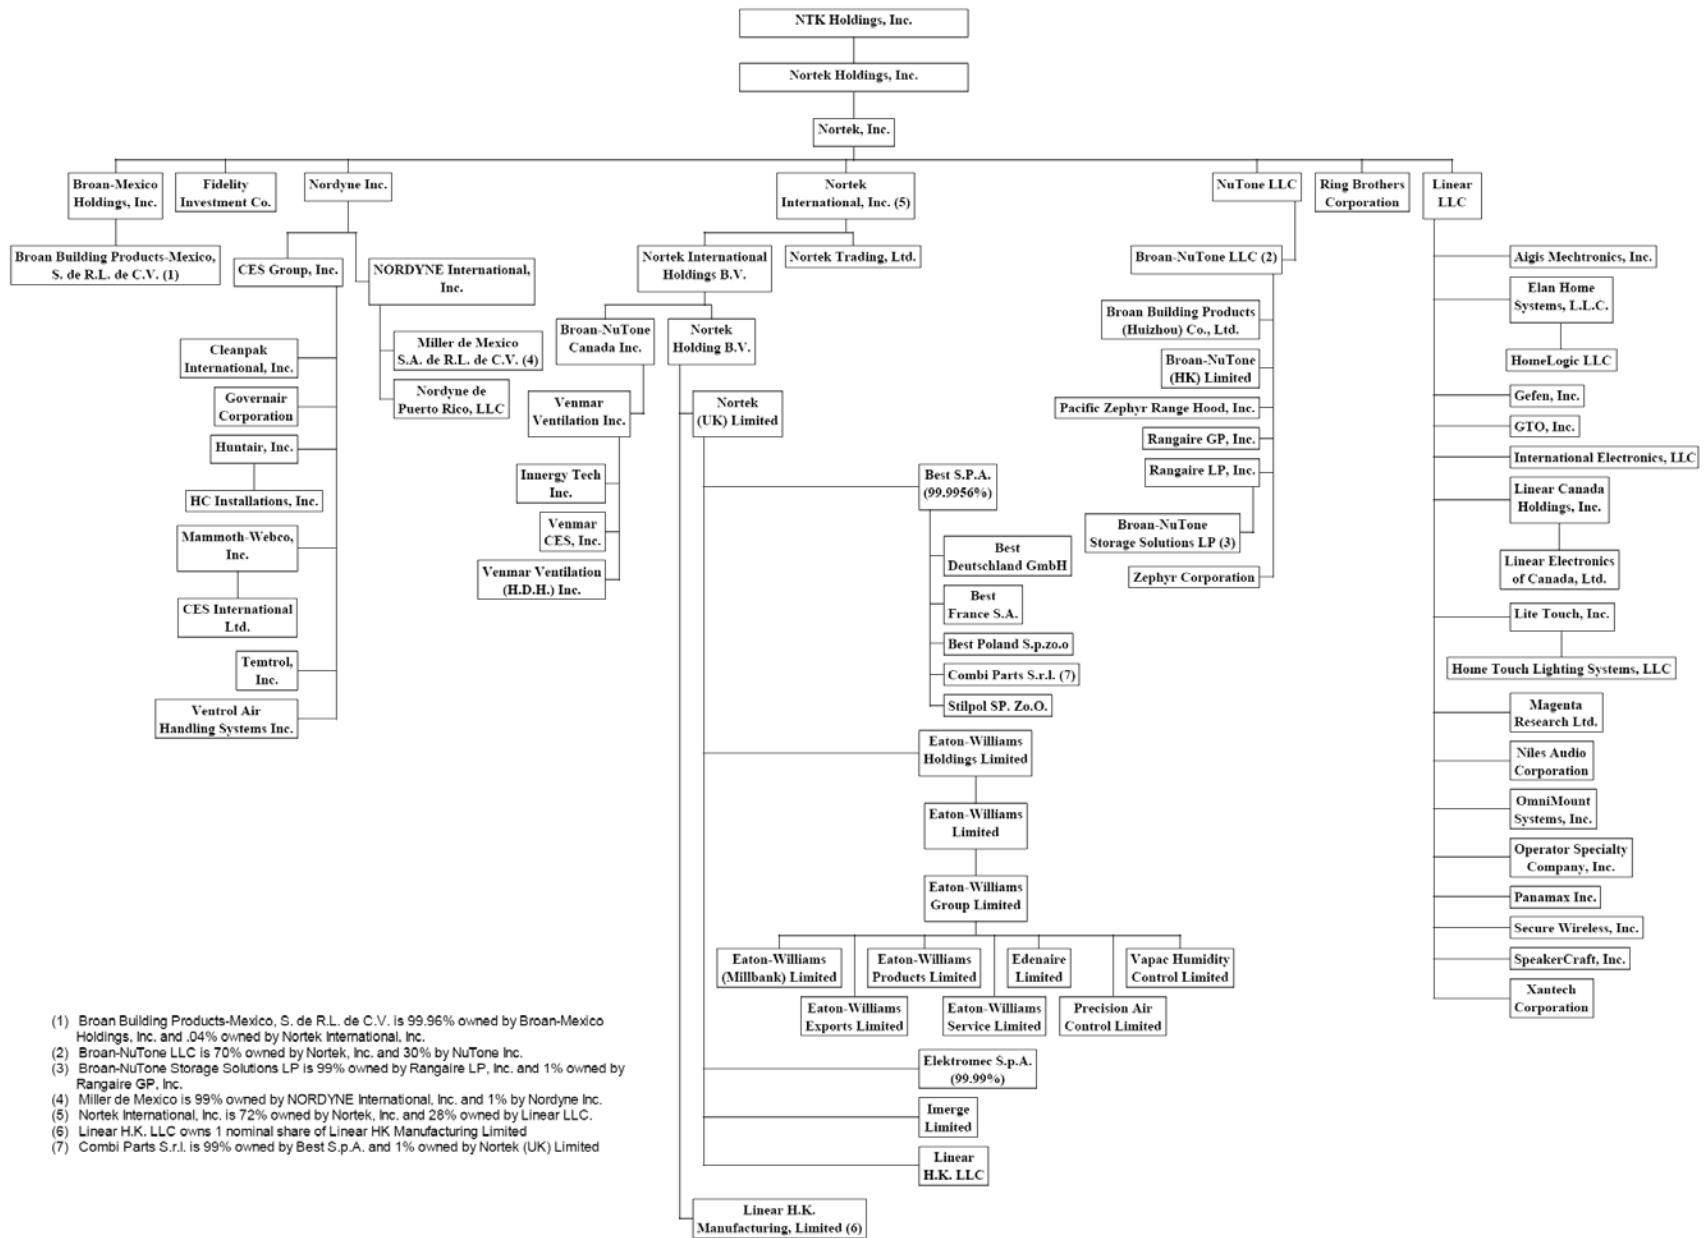 NTK Holdings, Inc.
Nortek Holdings, Inc.
Nortek, Inc.
Broan-Mexico
Holdings, Inc.
Fidelity
Investment Co.
Nordyne Inc.
Nortek
International, Inc. (5)
NuTone LLC
Ring Brothers
Corporation
Linear
LLC
Broan Building Products-Mexico,
S. de R.L. de C.V. (1)
CES Group, Inc.
NORDYNE International,
Inc.
Cleanpak
International, Inc.
Governair
Corporation
Huntair, Inc.
HC Installations, Inc.
Mammoth-Webco,
Inc.
CES International
Ltd.
Temtrol,
Inc.
Ventrol Air
Handling Systems Inc.
Miller de Mexico
S.A. de R.L. de C.V. (4)
Nordyne de
Puerto Rico, LLC
Nortek International
Holdings B.V.
Nortek Trading, Ltd.
Broan-NuTone
Canada Inc.
Nortek
Holding B.V.
Venmar
Ventilation Inc.
Innergy Tech
Inc.
Venmar
CES, Inc.
Venmar Ventilation
(H.D.H.) Inc.
Nortek
(UK) Limited
Best S.P.A.
(99.9956%)
Best
Deutschland GmbH
Best
France S.A.
Best Poland S.p.zo.o
Combi Parts S.r.l. (7)
Stilpol SP. Zo.O.
Eaton-Williams
Holdings Limited
Eaton-Williams
Limited
Eaton-Williams
Group Limited
Eaton-Williams
(Millbank) Limited
Eaton-Williams
Products Limited
Edenaire
Limited
Vapac Humidity
Control Limited
Eaton-Williams
Exports Limited
Eaton-Williams
Service Limited
Precision Air
Control Limited
Elektromec S.p.A.
(99.99%)
Imerge
Limited
Linear
H.K. LLC
Linear H.K.
Manufacturing, Limited (6)
Broan-NuTone LLC (2)
Broan Building Products
(Huizhou) Co., Ltd.
Broan-NuTone
(HK) Limited
Pacific Zephyr Range Hood, Inc.
Rangaire GP, Inc.
Rangaire LP, Inc.
Broan-NuTone
Storage Solutions LP (3)
Zephyr Corporation
Aigis Mechtronics, Inc.
Elan Home
Systems, L.L.C.
HomeLogic LLC
Gefen, Inc.
GTO, Inc.
International Electronics, LLC
Linear Canada
Holdings, Inc.
Linear Electronics
of Canada, Ltd.
Lite Touch, Inc.
Home Touch Lighting Systems, LLC
Magenta
Research Ltd.
Niles Audio
Corporation
OmniMount
Systems, Inc.
Operator Specialty
Company, Inc.
Panamax Inc.
Secure Wireless, Inc.
SpeakerCraft, Inc.
Xantech
Corporation
(1) Broan Building Products-Mexico, S. de R.L. de C.V. is 99.96% owned by Broan-Mexico
Holdings, Inc. and .04% owned by Nortek International, Inc.
(2) Broan-NuTone LLC is 70% owned by Nortek, Inc. and 30% by NuTone Inc.
(3) Broan-NuTone Storage Solutions LP is 99% owned by Rangaire LP, Inc. and 1% owned by
Rangaire GP, Inc.
(4) Miller de Mexico is 99% owned by NORDYNE International, Inc. and 1% by Nordyne Inc.
(5) Nortek International, Inc. is 72% owned by Nortek, Inc. and 28% owned by Linear LLC.
(6) Linear H.K. LLC owns 1 nominal share of Linear HK Manufacturing Limited
(7) Combi Parts S.r.l. is 99% owned by Best S.p.A. and 1% owned by Nortek (UK) Limited